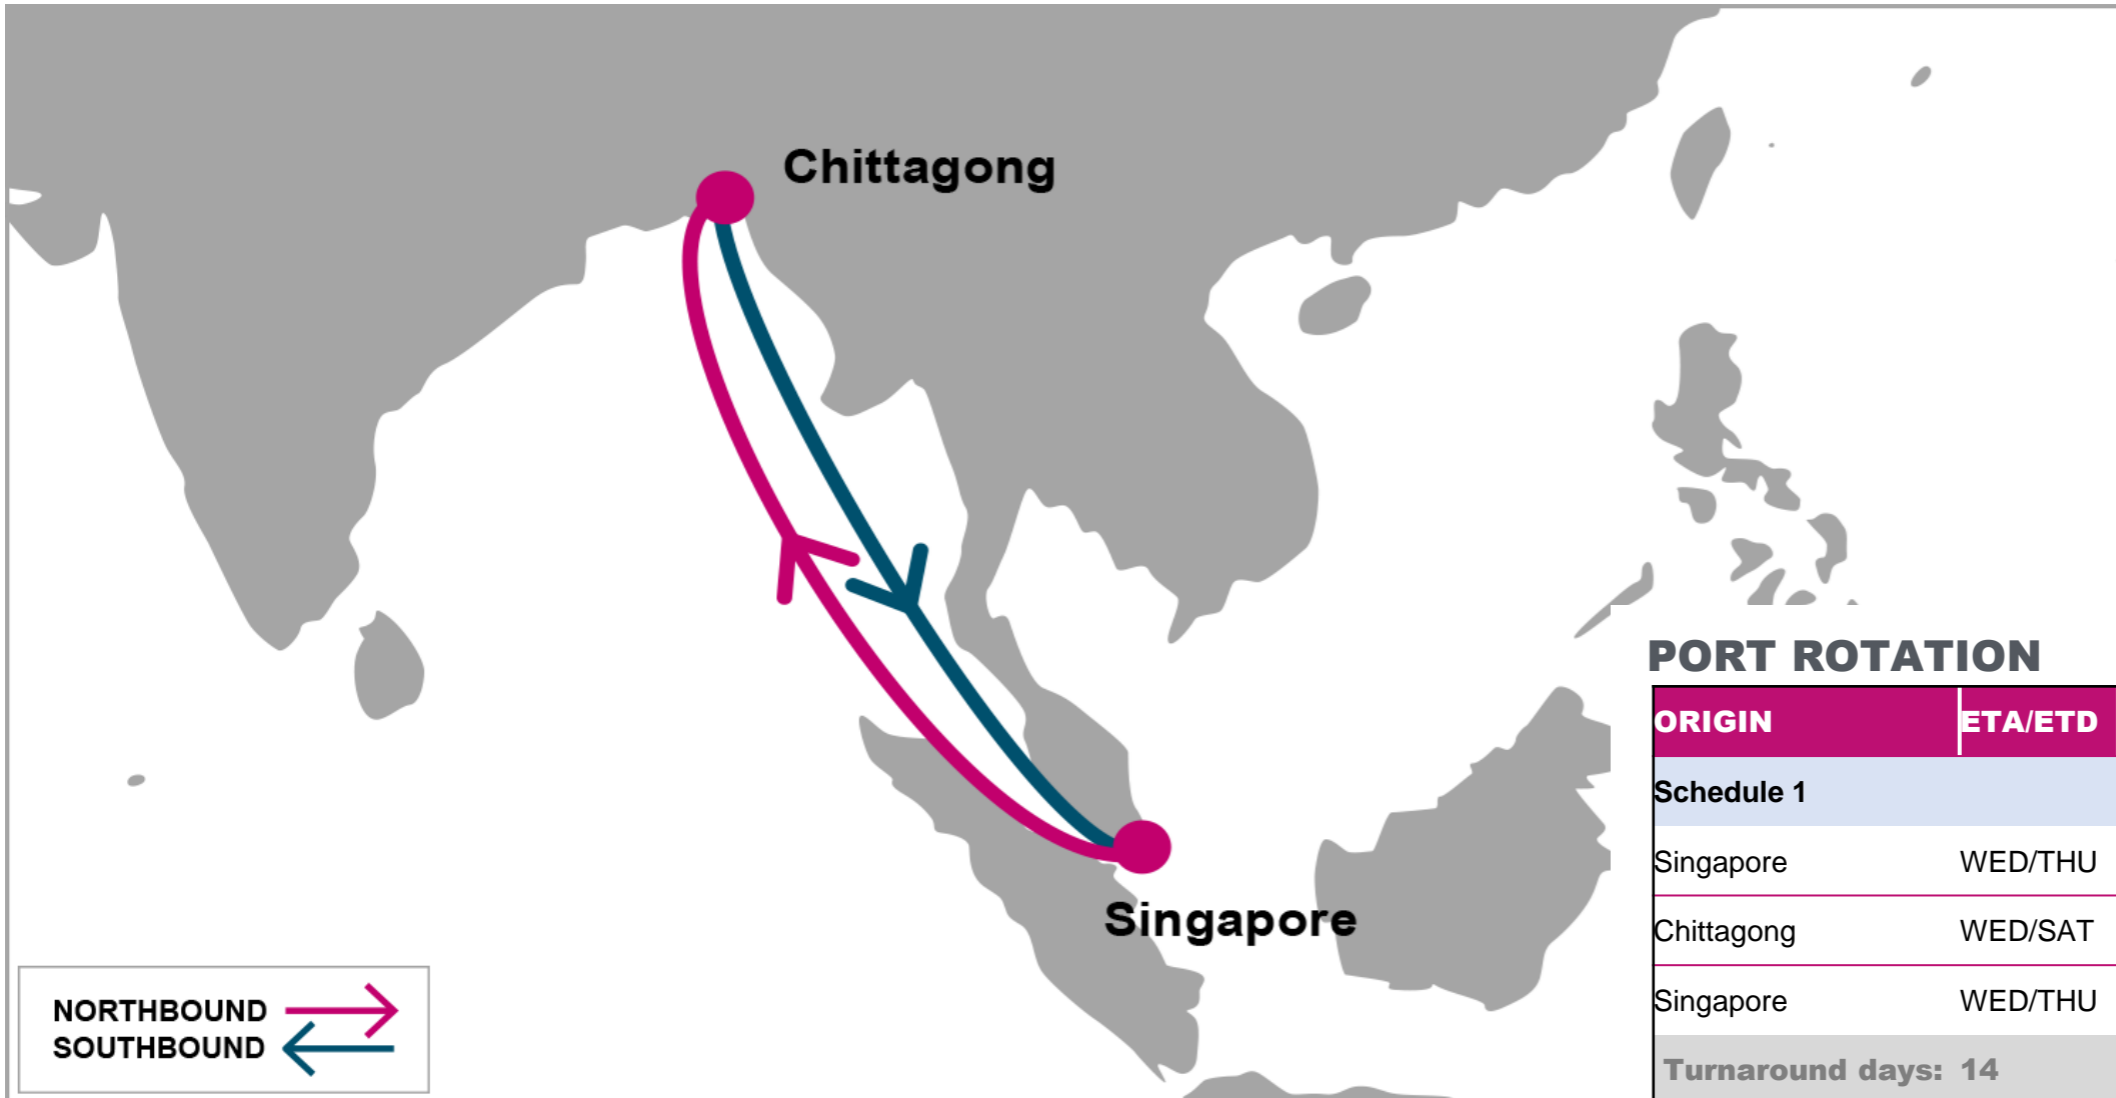 Chittagong
Singapore
NORTHBOUND
SOUTHBOUND
PORT ROTATION
ORIGIN ETA/ETD
Schedule 1
Singapore WED/THU
Chittagong WED/SAT
Singapore WED/THU
Turnaround days: 14